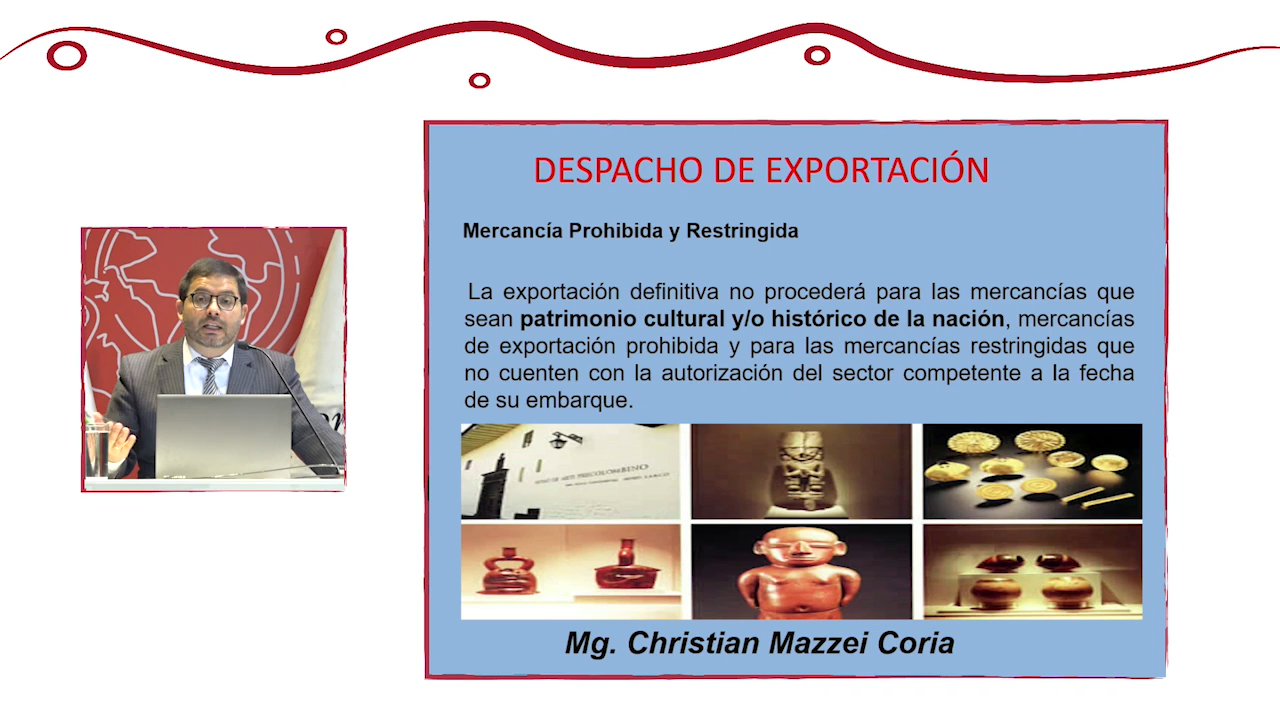 DESPACHO DE EXPORTACIÓN
Mercancía Prohibida y Restringida
La exportación definitiva no procederá para las mercancías que
sean patrimonio cultural y/o histórico de la nación, mercancías
de exportación prohibida y para las mercancías restringidas que
no cuenten con la autorización del sector competente a la fecha
de su embarque.
Mg. Christian Mazzei Coria